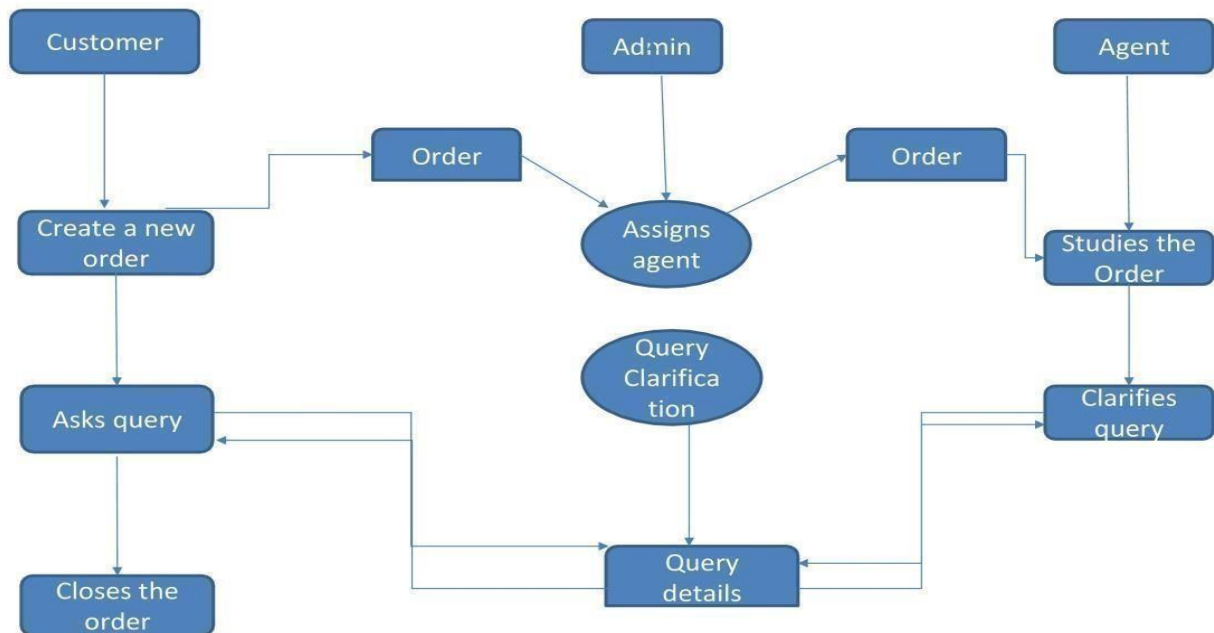 Customer
Admin
Agent
Order
Order
Create a new
order
Assigns
agent
Studies the
Order
Query
Clarifica
tion
Asks query
Clarifies
query
Query
details
Closes the
order